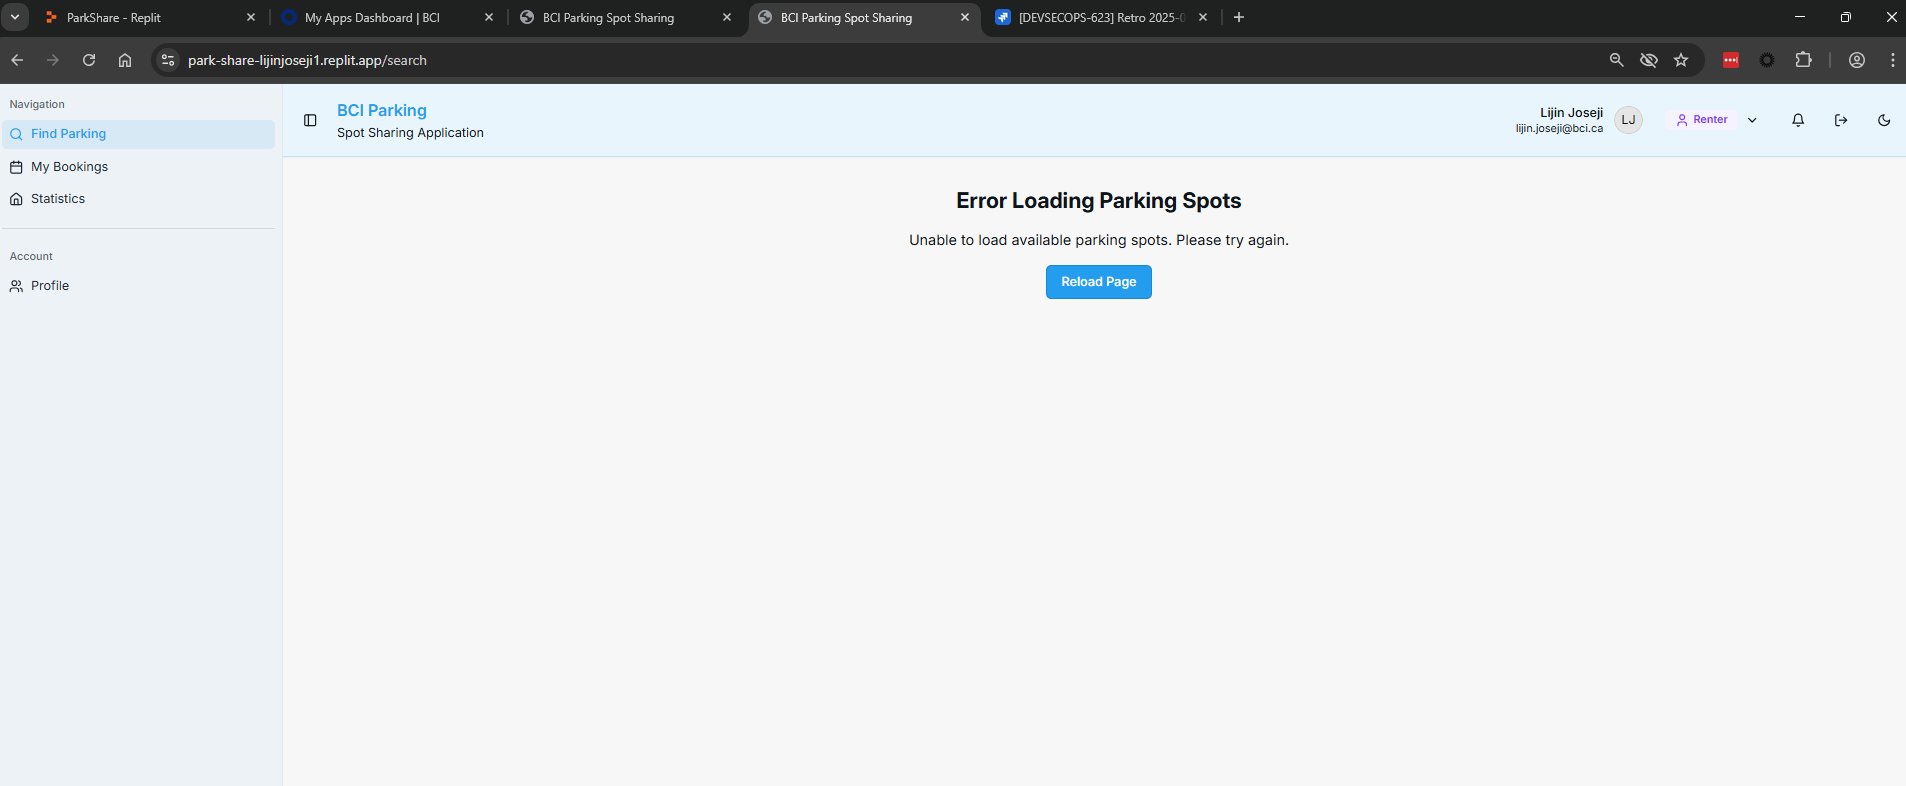 ParkShare - Replit
My Apps Dashboard | BCI
BCI Parking Spot Sharing
BCI Parking Spot Sharing
[DEVSECOPS-623] Retro 2025-0
park-share-lijinjoseji1.replit.app/search
Navigation
Find Parking
My Bookings
Statistics
Account
Profile
BCI Parking
Spot Sharing Application
Lijin Joseji
lijin.joseji@bci.ca
LJ
Renter
Error Loading Parking Spots
Unable to load available parking spots. Please try again.
Reload Page